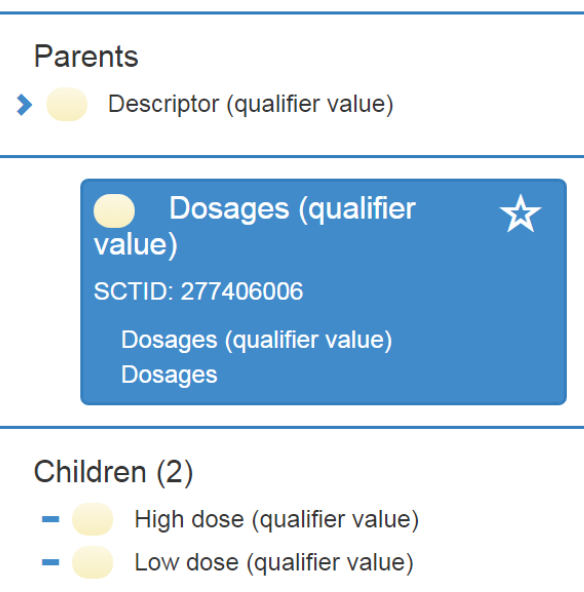 Parents
Descriptor (qualifier value)
Dosages (qualifier
value)
SCTID: 277406006
Dosages (qualifier value)
Dosages
Children (2)
High dose (qualifier value)
Low dose (qualifier value)